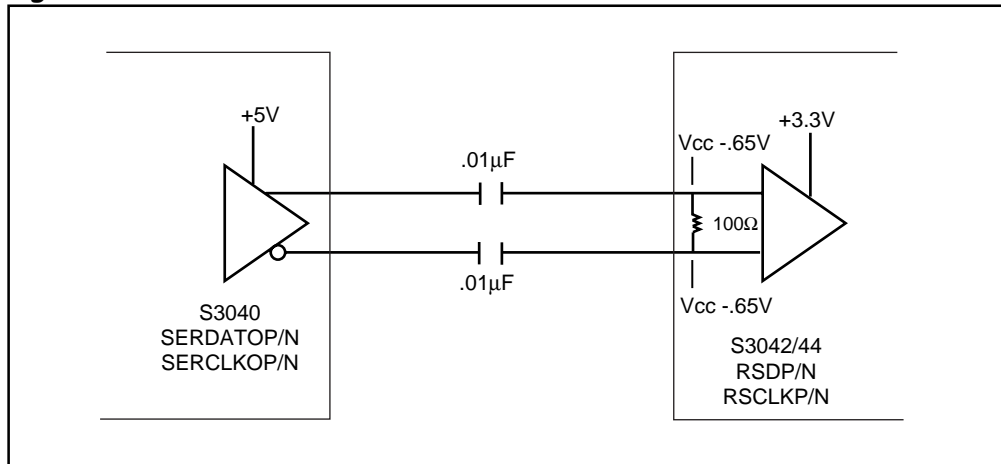 +5V
.01μF
.01μF
S3040
SERDATOP/N
SERCLKOP/N
Vcc -.65V
+3.3V
100Ω
Vcc -.65V
S3042/44
RSDP/N
RSCLKP/N